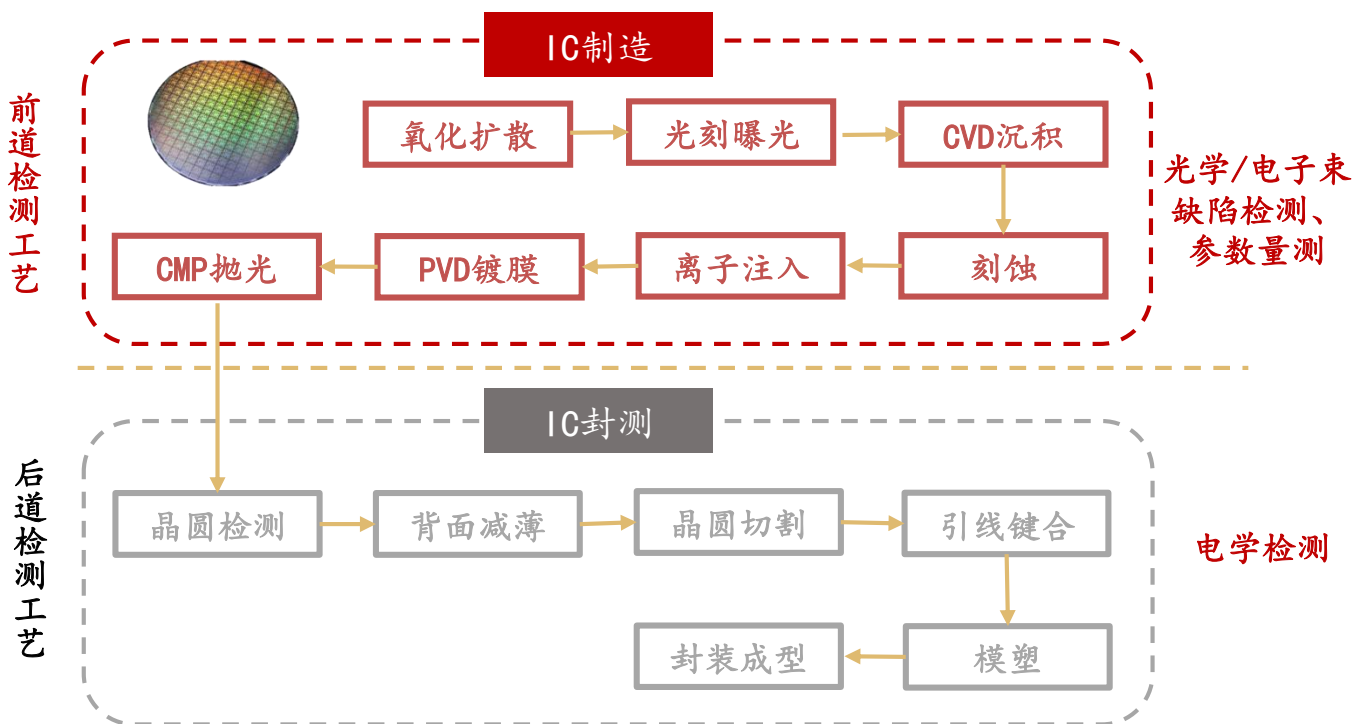 IC制造
前道检测工艺
氧化扩散
光刻曝光
CVD沉积
光学/电子束
缺陷检测、
参数量测
CMP抛光
PVD镀膜
离子注入
刻蚀
IC封测
后道检测工艺
晶圆检测
背面减薄
晶圆切割
引线键合
电学检测
封装成型
模塑